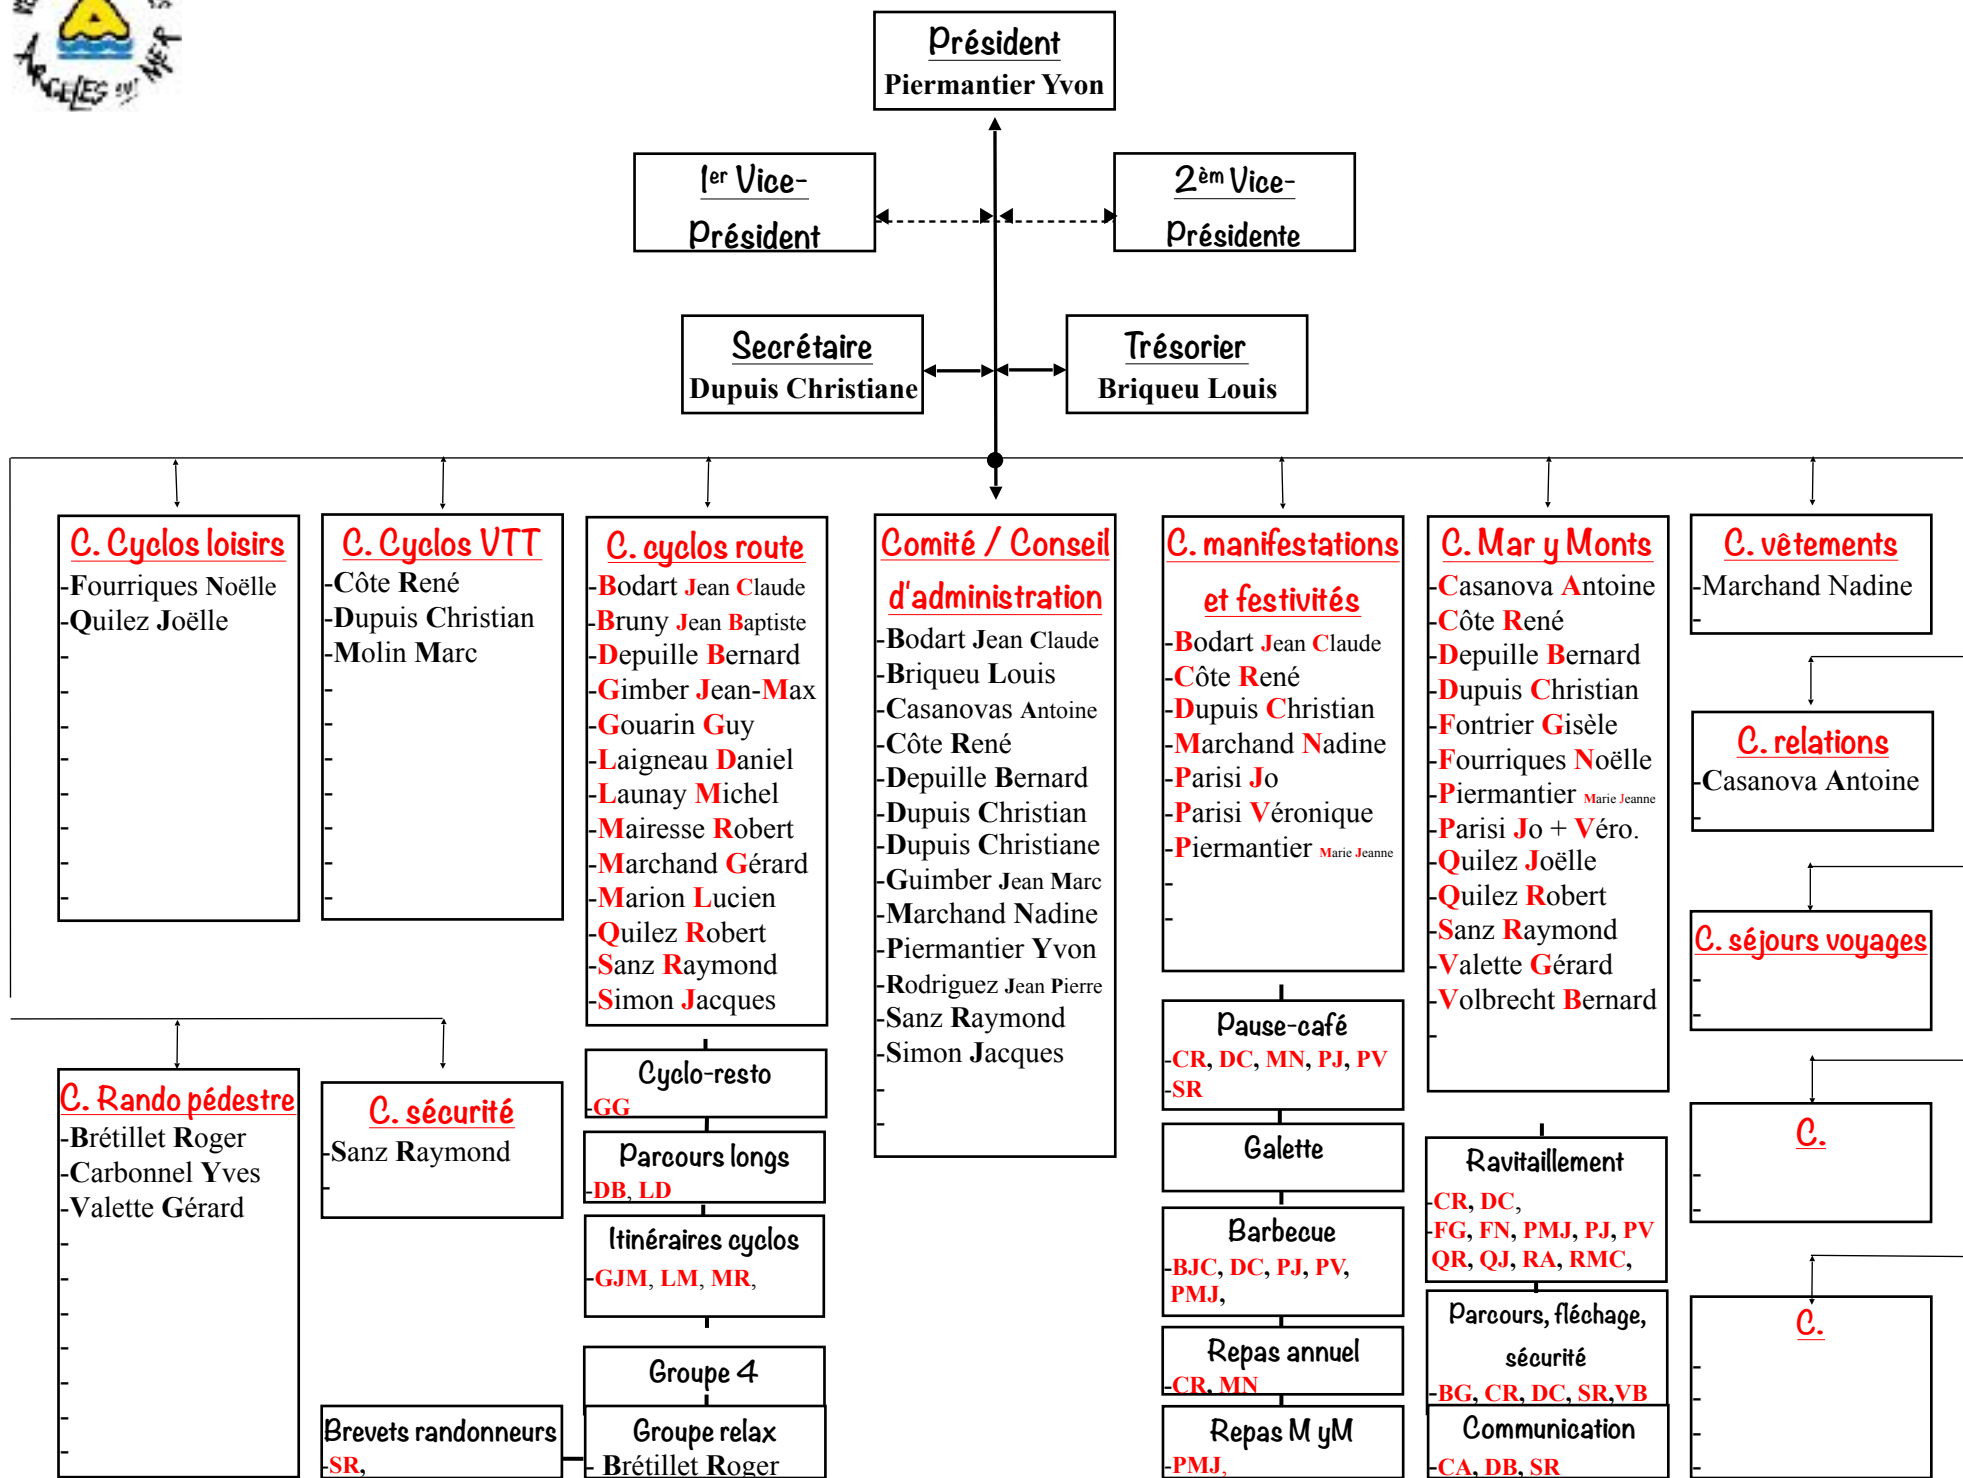 ARGELES sur MER
Président
Piermantier Yvon
1er Vice-
Président
2èm Vice-
Présidente
Secrétaire
Dupuis Christiane
Trésorier
Briqueu Louis
C. Cyclos loisirs
-Fourriques Noëlle
-Quilez Joëlle
-
-
-
-
-
-
-
-
C. Cyclos VTT
-Côte René
-Dupuis Christian
-Molin Marc
-
-
-
-
-
-
-
C. cyclos route
-Bodart Jean Claude
-Bruny Jean Baptiste
-Depuille Bernard
-Gimber Jean-Max
-Gouarin Guy
-Laigneau Daniel
-Launay Michel
-Mairesse Robert
-Marchand Gérard
-Marion Lucien
-Quilez Robert
-Sanz Raymond
-Simon Jacques
Comité / Conseil
d'administration
-Bodart Jean Claude
-Briqueu Louis
-Casanovas Antoine
-Côte René
-Depuille Bernard
-Dupuis Christian
-Dupuis Christiane
-Guimber Jean Marc
-Marchand Nadine
-Piermantier Yvon
-Rodriguez Jean Pierre
-Sanz Raymond
-Simon Jacques
-
-
C. manifestations
et festivités
-Bodart Jean Claude
-Côte René
-Dupuis Christian
-Marchand Nadine
-Parisi Jo
-Parisi Véronique
-Piermantier Marie Jeanne
-
-
C. Mar y Monts
-Casanova Antoine
-Côte René
-Depuille Bernard
-Dupuis Christian
-Fontrier Gisèle
-Fourriques Noëlle
-Piermantier Marie Jeanne
-Parisi Jo + Véro.
-Quilez Joëlle
-Quilez Robert
-Sanz Raymond
-Valette Gérard
-Volbrecht Bernard
-
-
C. vêtements
-Marchand Nadine
-
C. relations
-Casanova Antoine
-
C. séjours voyages
-
-
C.
-
-
C.
-
-
-
-
C. Rando pédestre
-Brétillet Roger
-Carbonnel Yves
-Valette Gérard
-
-
-
-
-
-
-
C. sécurité
-Sanz Raymond
-
Cyclo-resto
-GG
Parcours longs
-DB, LD
Itinéraires cyclos
-GJM, LM, MR,
Groupe 4
Groupe relax
- Brétillet Roger
Brevets randonneurs
-SR,
Pause-café
-CR, DC, MN, PJ, PV
-SR
Galette
Barbecue
-BJC, DC, PJ, PV,
PMJ,
Repas annuel
-CR, MN
Repas M yM
-PMJ,
Ravitaillement
-CR, DC,
-FG, FN, PMJ, PJ, PV
QR, QJ, RA, RMC,
Parcours, fléchage,
sécurité
-BG, CR, DC, SR,VB
Communication
-CA, DB, SR